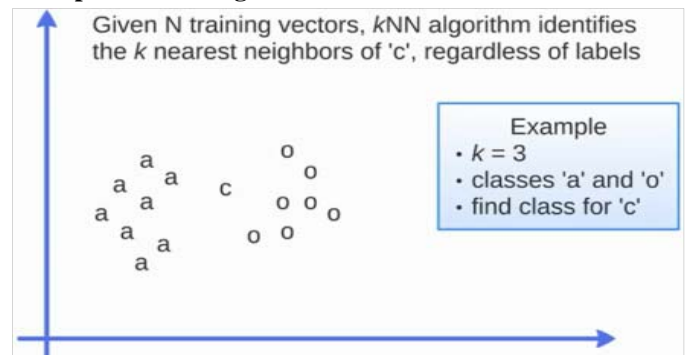 Given N training vectors, kNN algorithm identifies
the k nearest neighbors of 'c', regardless of labels
Example
• k = 3
• classes 'a' and 'o'
• find class for 'c'
a
o
a
o
a
c
a
o
o
a
o
a
o
o
a
a